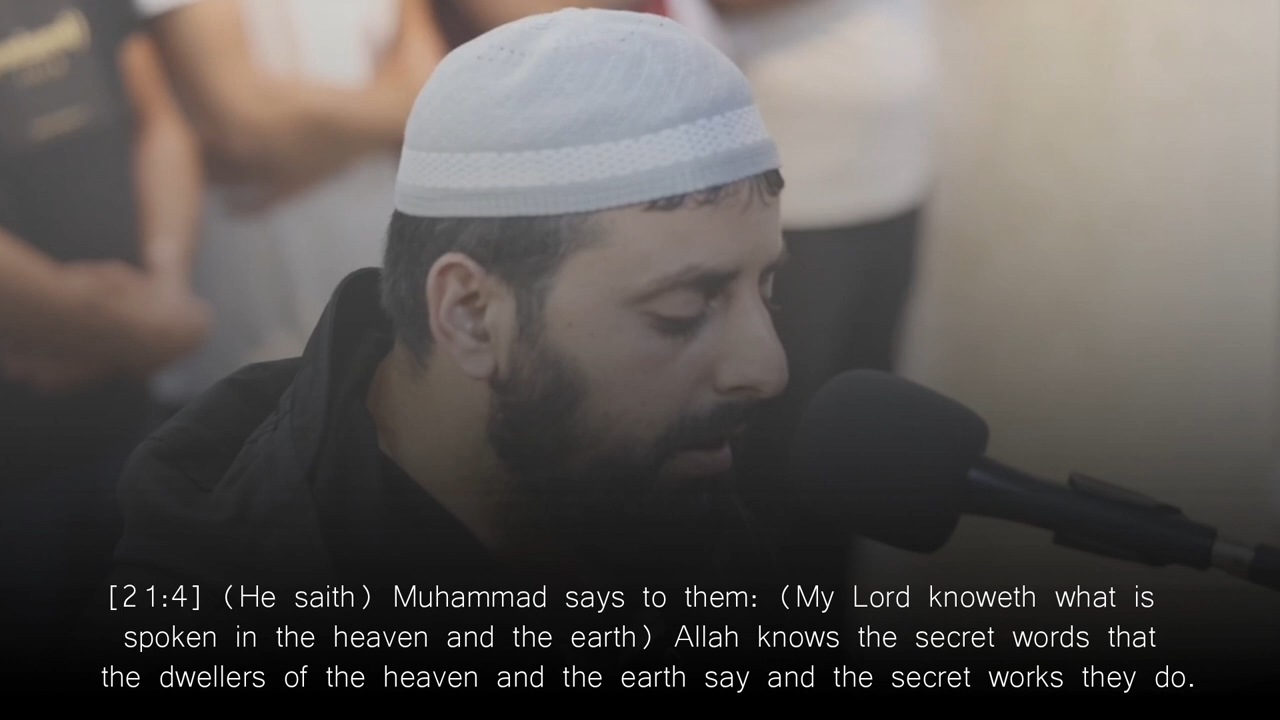 [21:4] (He saith) Muhammad says to them: (My Lord knoweth what is
spoken in the heaven and the earth) Allah knows the secret words that
the dwellers of the heaven and the earth say and the secret works they do.